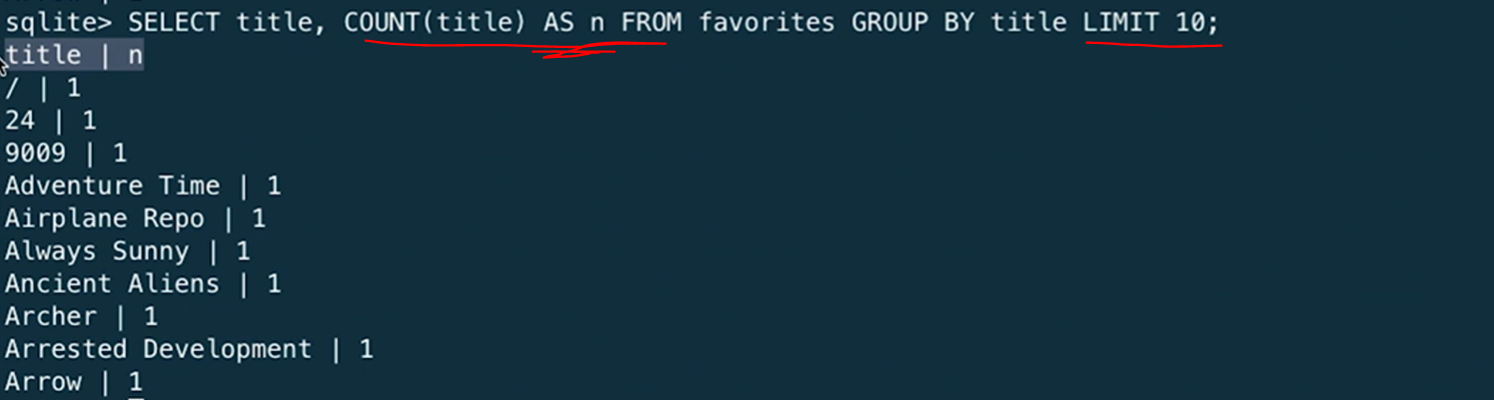 sqlite> SELECT title, COUNT(title) AS n FROM favorites GROUP BY title LIMIT 10;
title | n
/ | 1
24 | 1
9009 | 1
Adventure Time | 1
Airplane Repo | 1
Always Sunny | 1
Ancient Aliens | 1
Archer | 1
Arrested Development | 1
Arrow | 1